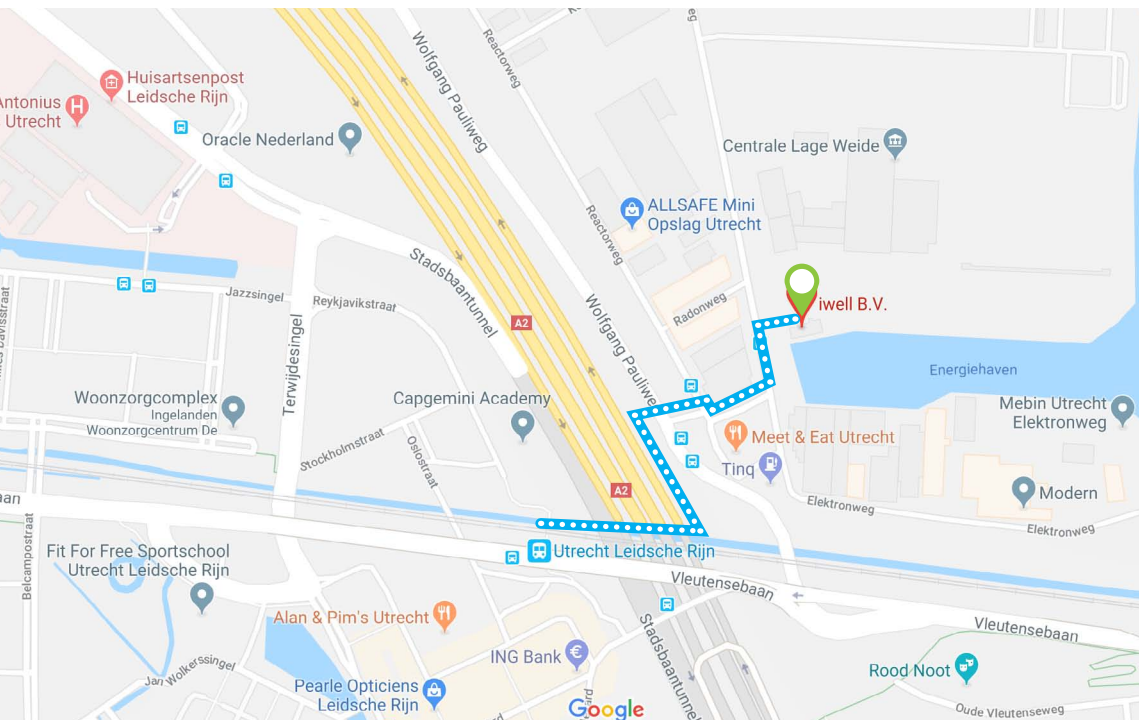 Reactorweg
Wolfgang Pauliweg
Huisartsenpost
Leidsche Rijn
Antonius
Utrecht
Oracle Nederland
Centrale Lage Weide
ALLSAFE Mini
Opslag Utrecht
Reactorweg
Stadsbaantunnel
Jazzsingel
Reykjavikstraat
Radonweg
iwell B.V.
A2
Wolfgang Pauliweg
Terwijdesingel
Energiehaven
Woonzorgcomplex
Ingelanden
Woonzorgcentrum De
Capgemini Academy
Mebin Utrecht
Elektronweg
Stockholmstraat
Oslostraat
Meet & Eat Utrecht
Tinq
A2
Modern
Elektronweg
Elektronweg
Belcampostraat
Fit For Free Sportschool
Utrecht Leidsche Rijn
Utrecht Leidsche Rijn
Vleutensebaan
Alan & Pim's Utrecht
Vleutensebaan
Stadsbaantunnel
ING Bank
Jan Wolkerssingel
Rood Noot
Pearle Opticiens
Leidsche Rijn
Google
Oude Vleutenseweg